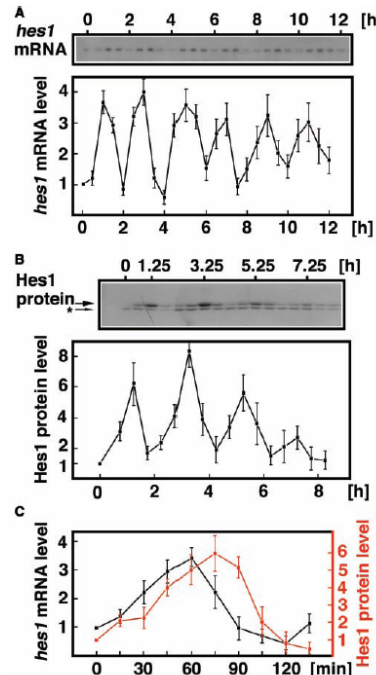 A
hes1
mRNA
0 2 4 6 8 10 12 [h]
hes1 mRNA level
4
3
2
1
0 2 4 6 8 10 12 [h]
B
Hes1
protein
*
0 1.25 3.25 5.25 7.25 [h]
Hes1 protein level
8
6
4
2
1
0 2 4 6 8 [h]
C
hes1 mRNA level
4
3
2
1
Hes1 protein level
6
5
4
3
2
1
0 30 60 90 120 [min]